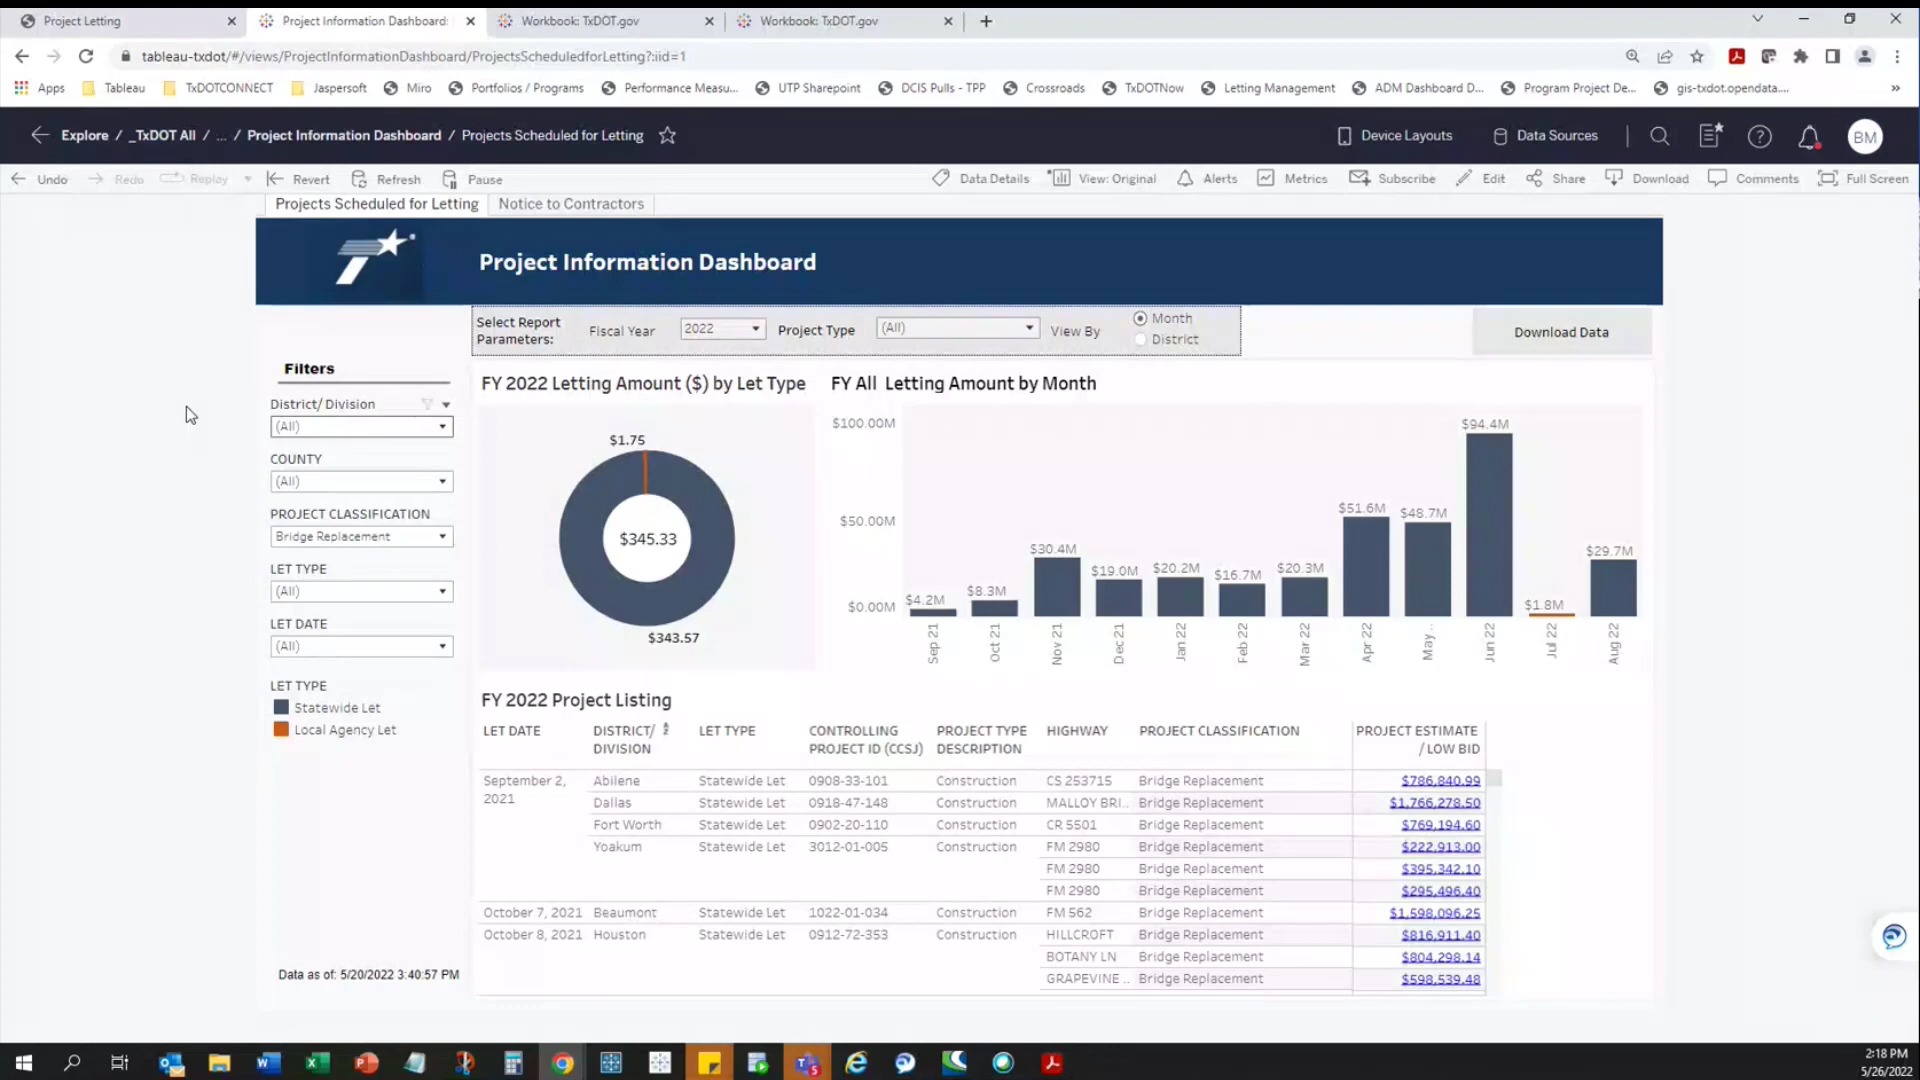 Project Letting
Project Information Dashboard:
Workbook: TxDOT.gov
Workbook: TxDOT.gov
tableau-txdot/#/views/ProjectInformationDashboard/ProjectsScheduledforLetting?:iid=1
Apps
Tableau
TxDOTCONNECT
Jaspersoft
Miro
Portfolios / Programs
Performance Measu...
UTP Sharepoint
DCIS Pulls - TPP
Crossroads
TxDOTNow
Letting Management
ADM Dashboard D...
Program Project De...
gis-txdot.opendata....
»
Explore / _TxDOT All / ... / Project Information Dashboard / Projects Scheduled for Letting
Device Layouts
Data Sources
BM
Undo
Redo
Replay
Revert
Refresh
Pause
Data Details
View: Original
Alerts
Metrics
Subscribe
Edit
Share
Download
Comments
Full Screen
Projects Scheduled for Letting
Notice to Contractors
Project Information Dashboard
Select Report
Parameters:
Fiscal Year
2022
Project Type
(All)
View By
Month
District
Download Data
Filters
District/ Division
(All)
COUNTY
(All)
PROJECT CLASSIFICATION
Bridge Replacement
LET TYPE
(All)
LET DATE
(All)
LET TYPE
Statewide Let
Local Agency Let
Data as of: 5/20/2022 3:40:57 PM
FY 2022 Letting Amount ($) by Let Type
$1.75
$345.33
$343.57
FY All Letting Amount by Month
$100.00M
$50.00M
$0.00M
$4.2M
$8.3M
$30.4M
$19.0M
$20.2M
$16.7M
$20.3M
$51.6M
$48.7M
$94.4M
$1.8M
$29.7M
Sep 21
Oct 21
Nov 21
Dec 21
Jan 22
Feb 22
Mar 22
Apr 22
May ..
Jun 22
Jul 22
Aug 22
FY 2022 Project Listing
LET DATE
DISTRICT/
DIVISION
LET TYPE
CONTROLLING
PROJECT ID (CCSJ)
PROJECT TYPE
DESCRIPTION
HIGHWAY
PROJECT CLASSIFICATION
PROJECT ESTIMATE
/ LOW BID
September 2,
2021
Abilene Statewide Let 0908-33-101 Construction CS 253715 Bridge Replacement $786,840.99
Dallas Statewide Let 0918-47-148 Construction MALLOY BRI.. Bridge Replacement $1,766,278.50
Fort Worth Statewide Let 0902-20-110 Construction CR 5501 Bridge Replacement $769,194.60
Yoakum Statewide Let 3012-01-005 Construction FM 2980 Bridge Replacement $222,913.00
FM 2980 Bridge Replacement $395,342.10
FM 2980 Bridge Replacement $295,496.40
October 7, 2021 Beaumont Statewide Let 1022-01-034 Construction FM 562 Bridge Replacement $1,598,096.25
October 8, 2021 Houston Statewide Let 0912-72-353 Construction HILLCROFT Bridge Replacement $816,911.40
BOTANY LN Bridge Replacement $804,298.14
GRAPEVINE .. Bridge Replacement $598,539.48
2:18 PM
5/26/2022